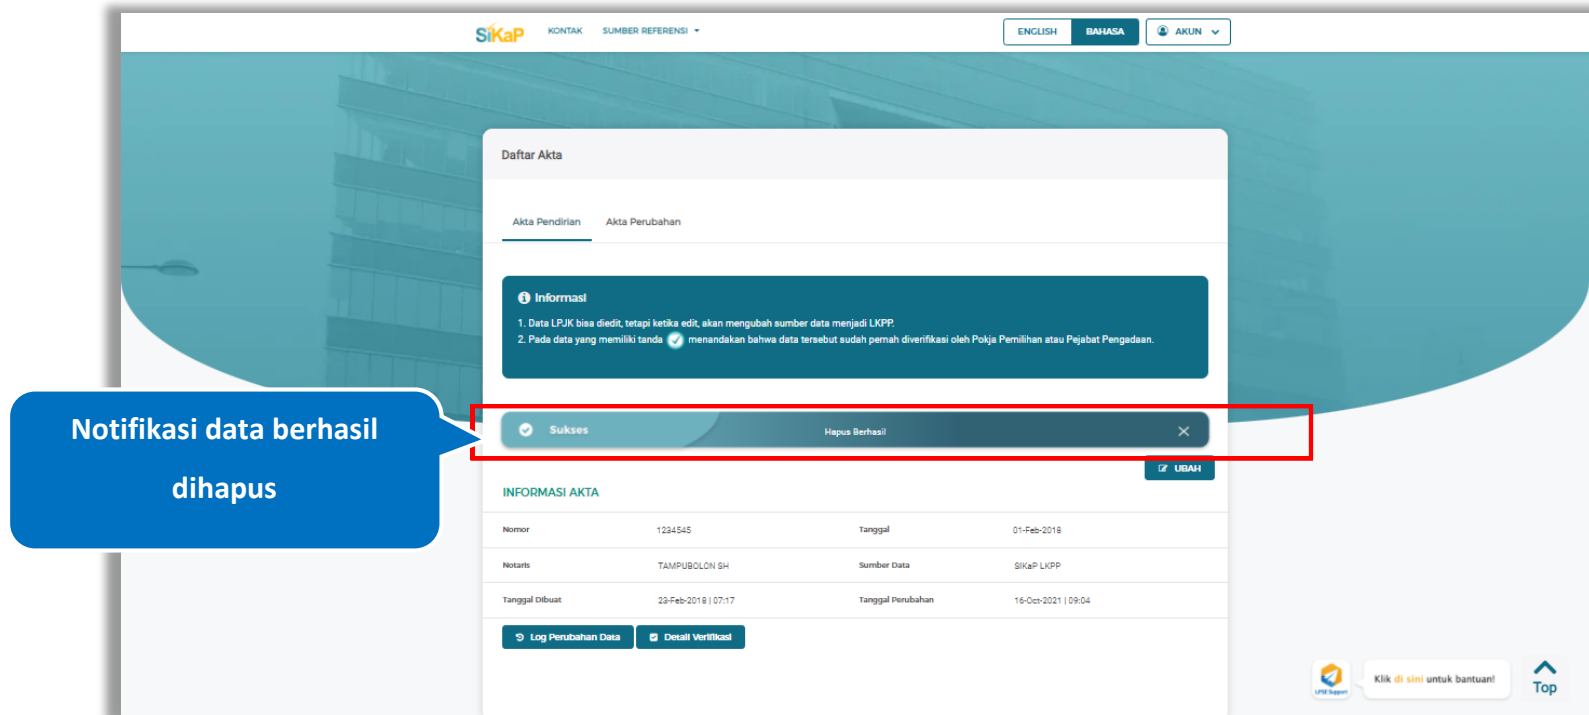 SiKaP KONTAK SUMBER REFERENSI ENGLISH BAHASA AKUN
Daftar Akta
Akta Pendirian Akta Perubahan
Informasi
1. Data LPJK bisa diedit, tetapi ketika edit, akan mengubah sumber data menjadi LKPP.
2. Pada data yang memiliki tanda menandakan bahwa data tersebut sudah pernah diverifikasi oleh Pokja Pemilihan atau Pejabat Pengadaan.
Notifikasi data berhasil
dihapus
Sukses Hapus Berhasil
UBAH
INFORMASI AKTA
Nomor 1234545 Tanggal 01-Feb-2018
Notaris TAMPUBOLON SH Sumber Data SIKaP LKPP
Tanggal Dibuat 23-Feb-2018 | 07:17 Tanggal Perubahan 16-Oct-2021 | 09:04
Log Perubahan Data Detail Verifikasi
LPSE Support Klik di sini untuk bantuan! Top